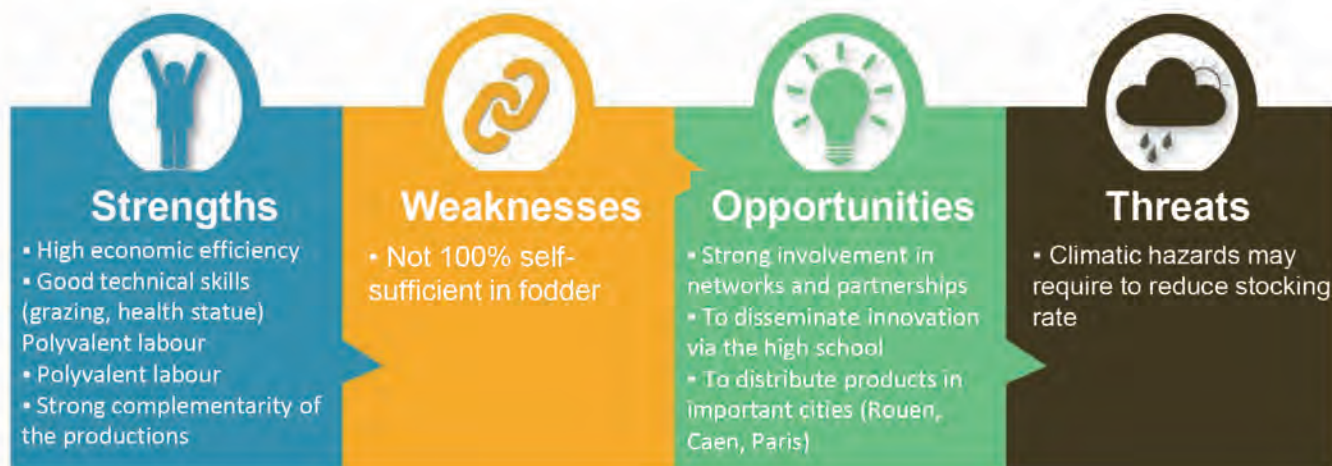 Strengths
▪ High economic efficiency
▪ Good technical skills
(grazing, health statue)
Polyvalent labour
▪ Polyvalent labour
▪ Strong complementarity of
the productions
Weaknesses
▪ Not 100% self-
sufficient in fodder
Opportunities
▪ Strong involvement in
networks and partnerships
▪ To disseminate innovation
via the high school
▪ To distribute products in
important cities (Rouen,
Caen, Paris)
Threats
▪ Climatic hazards may
require to reduce stocking
rate